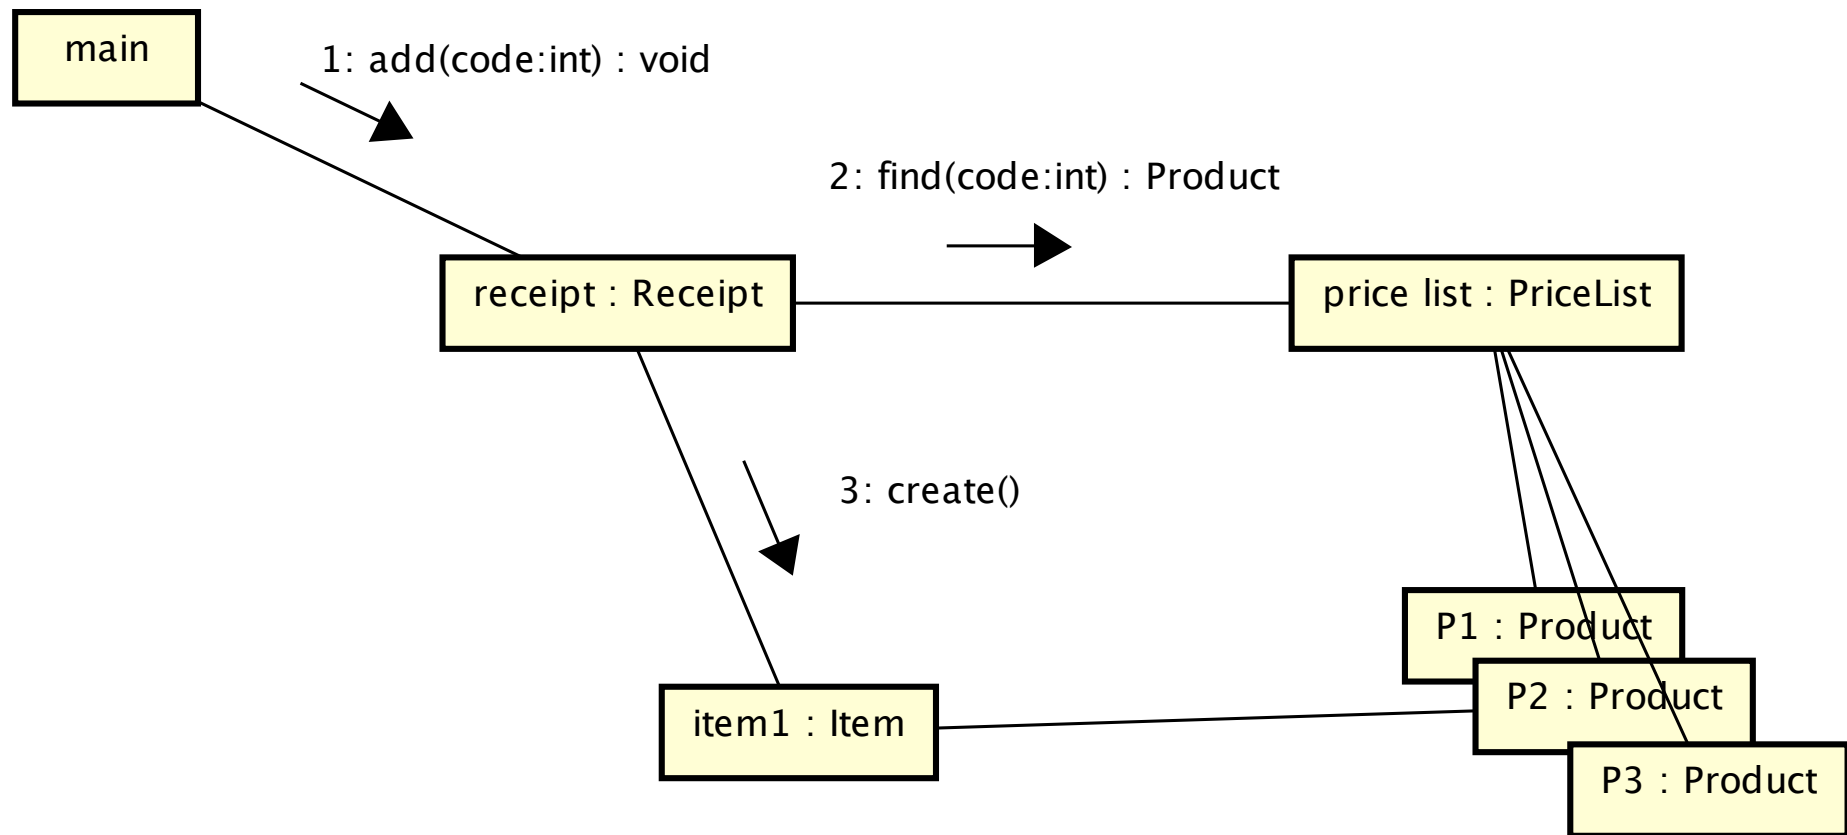 main
1: add(code:int) : void
2: find(code:int) : Product
receipt : Receipt
price list : PriceList
3: create()
P1 : Product
P2 : Product
item1 : Item
P3 : Product